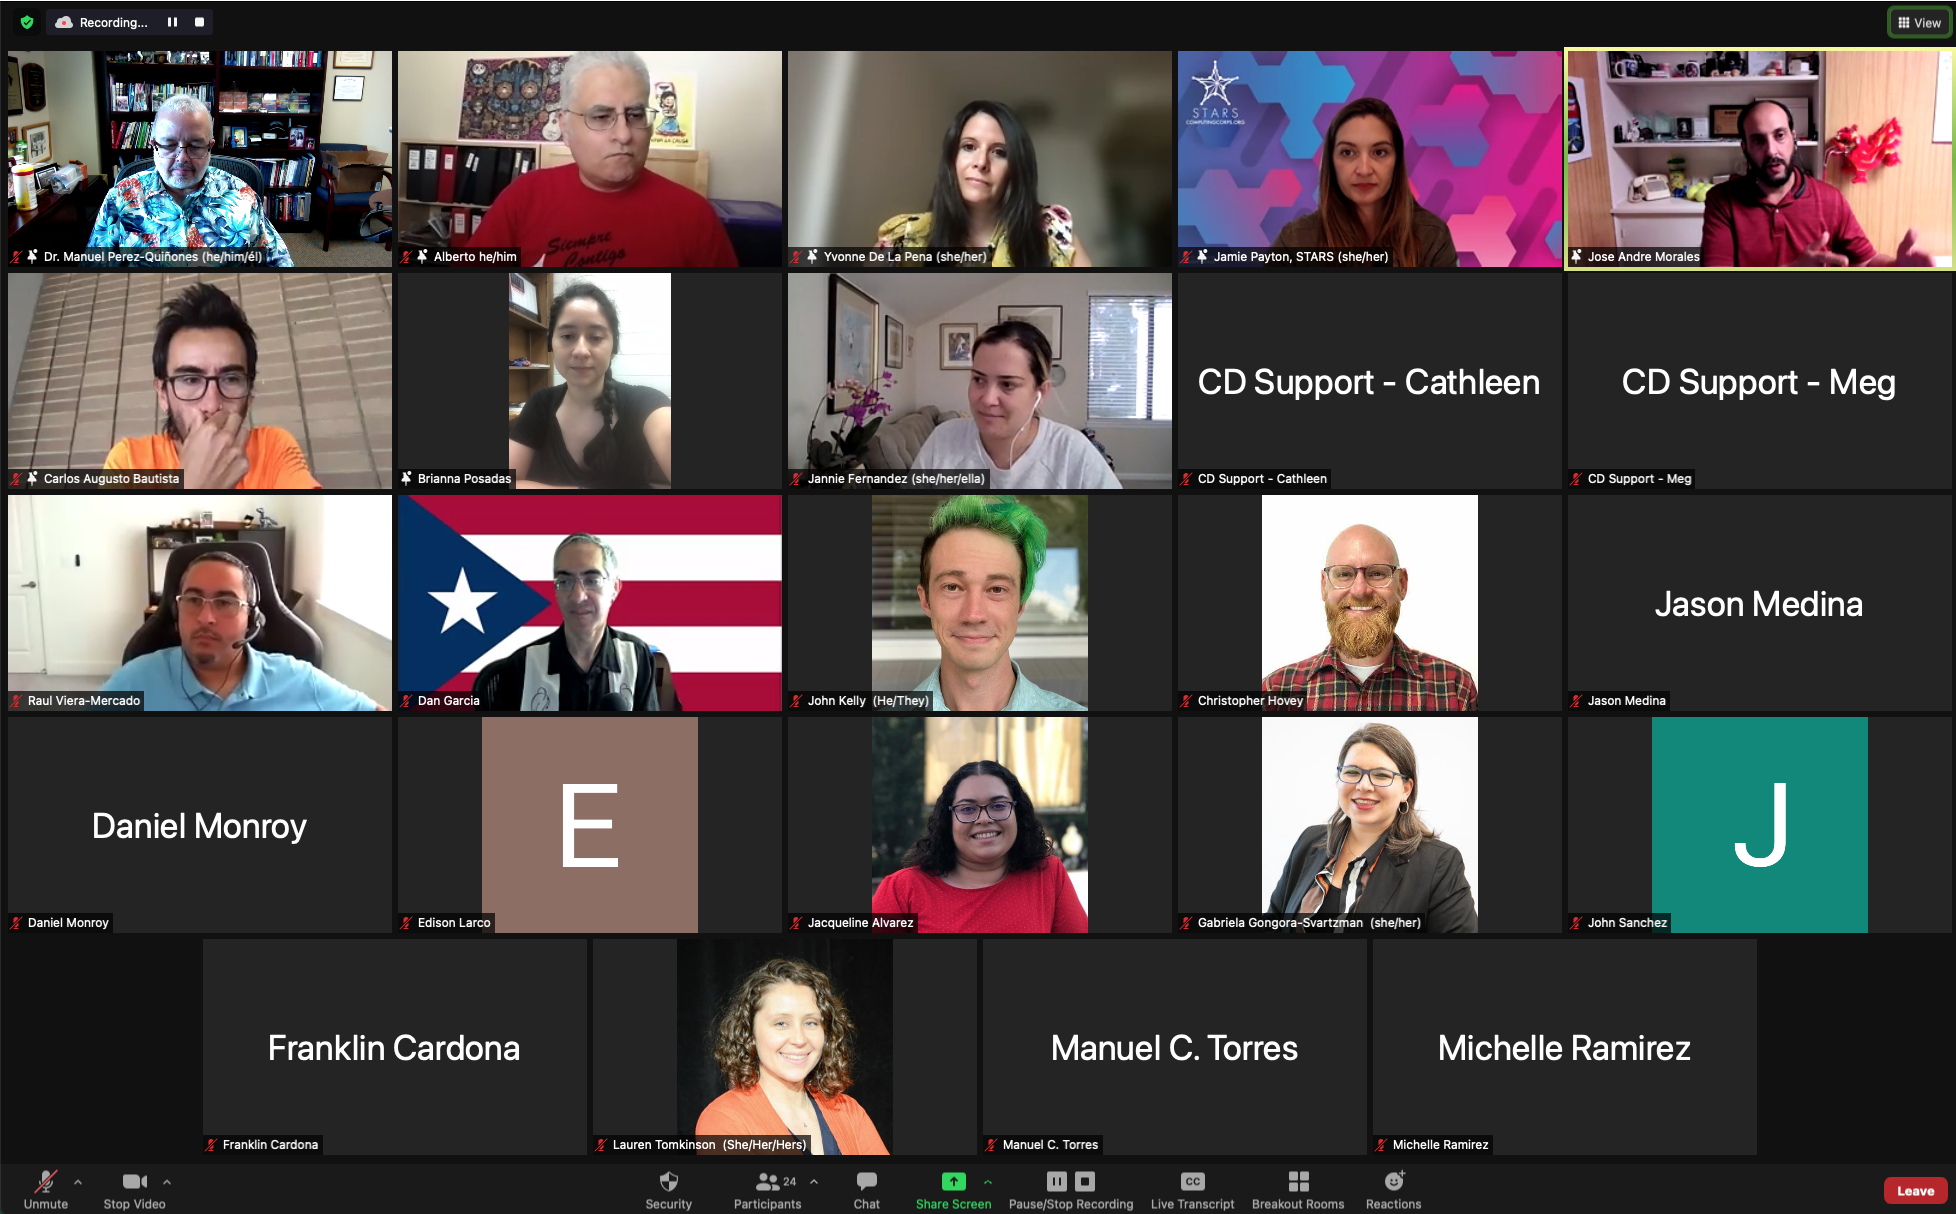 Recording...
View
STARS
COMPUTINGCORPS.ORG
Siempre
Contigo
Dr. Manuel Perez-Quiñones (he/him/él)
Alberto he/him
Yvonne De La Pena (she/her)
Jamie Payton, STARS (she/her)
Jose Andre Morales
CD Support - Cathleen
CD Support - Meg
Carlos Augusto Bautista
Brianna Posadas
Jannie Fernandez (she/her/ella)
CD Support - Cathleen
CD Support - Meg
Jason Medina
Raul Viera-Mercado
Dan Garcia
John Kelly (He/They)
Christopher Hovey
Jason Medina
Daniel Monroy
E
J
Daniel Monroy
Edison Larco
Jacqueline Alvarez
Gabriela Gongora-Svartzman (she/her)
John Sanchez
Franklin Cardona
Manuel C. Torres
Michelle Ramirez
Franklin Cardona
Lauren Tomkinson (She/Her/Hers)
Manuel C. Torres
Michelle Ramirez
24
CC
Unmute
Stop Video
Security
Participants
Chat
Share Screen
Pause/Stop Recording
Live Transcript
Breakout Rooms
Reactions
Leave